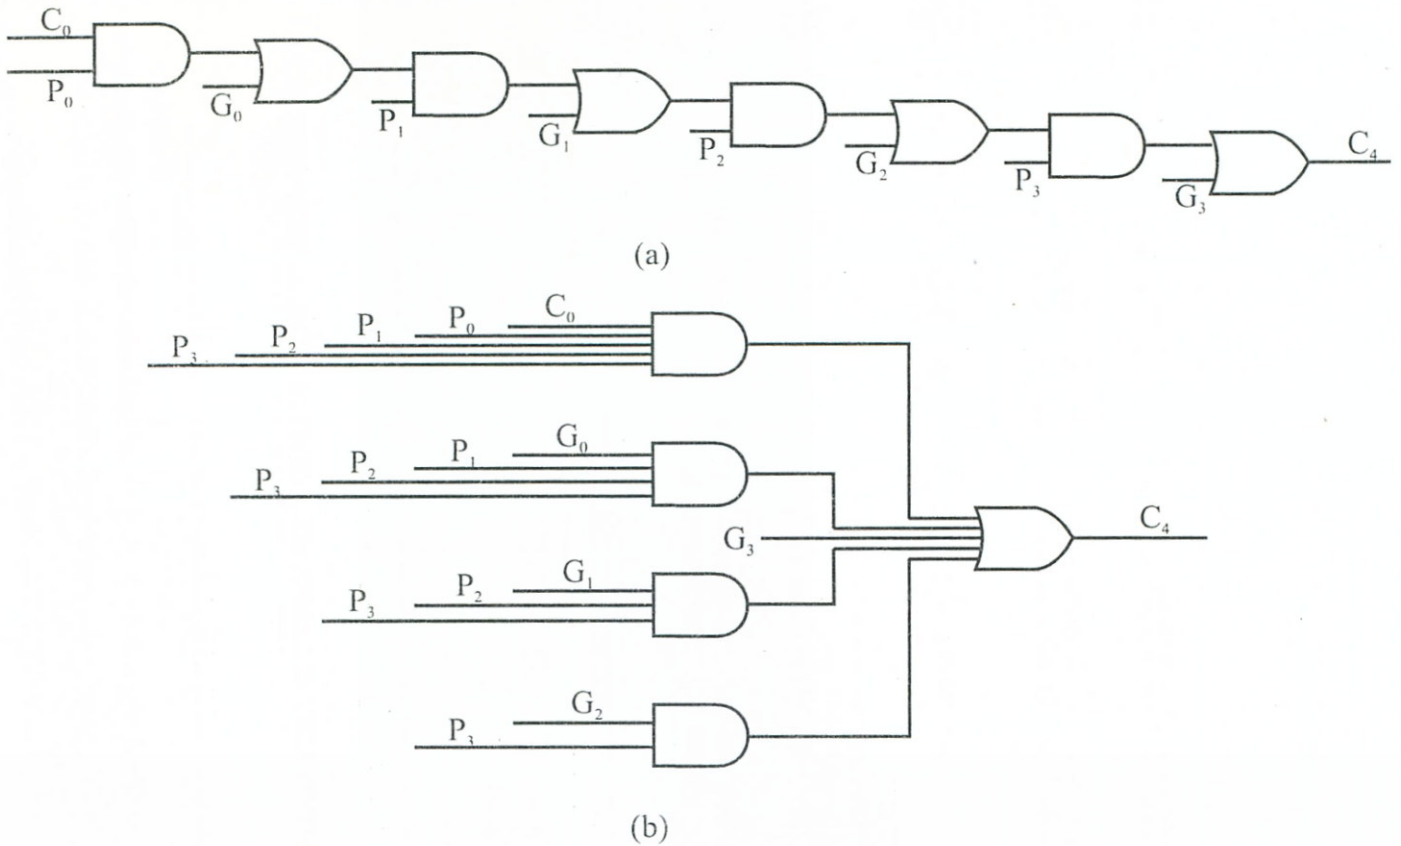 C₀
P₀ G₀ P₁ G₁ P₂ G₂ P₃ G₃ C₄
(a)
P₃ P₂ P₁ P₀ C₀
P₃ P₂ P₁ G₀
G₃ C₄
P₃ P₂ G₁
P₃ G₂
(b)